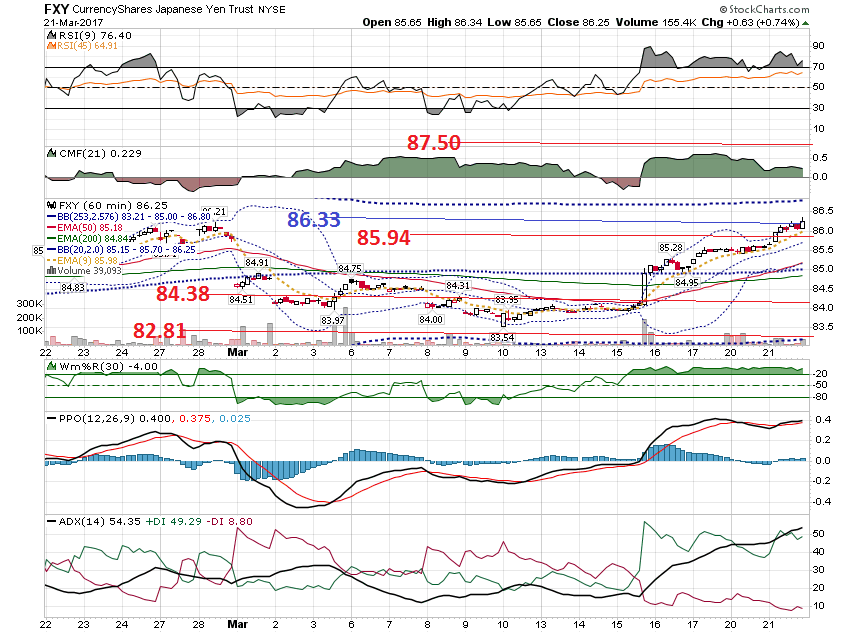 FXY CurrencyShares Japanese Yen Trust NYSE © StockCharts.com
21-Mar-2017 Open 85.65 High 86.34 Low 85.65 Close 86.25 Volume 155.4K Chg +0.63 (+0.74%)
RSI(9) 76.40
RSI(45) 64.91
90
70
50
30
10
87.50
CMF(21) 0.229
0.5
0.0
FXY (60 min) 86.25
BB(253,2.576) 83.21 - 85.00 - 86.80
EMA(50) 85.18
EMA(200) 84.84
BB(20,2.0) 85.15 - 85.70 - 86.25
EMA(9) 85.98
Volume 39,093
86.21
86.33
85.94
85
84.83
84.91
84.51
84.38
82.81
83.97
84.75
84.31
84.00
83.95
83.54
85.28
84.95
86.5
86.0
85.5
85.0
84.5
84.0
83.5
300K
200K
100K
22 23 24 27 28 Mar 2 3 6 7 8 9 10 13 14 15 16 17 20 21
Wm%R(30) -4.00
-20
-50
-80
PPO(12,26,9) 0.400, 0.375, 0.025
0.4
0.2
0.0
-0.2
-0.4
ADX(14) 54.35 +DI 49.29 -DI 8.80
50
40
30
20
10
22 23 24 27 28 Mar 2 3 6 7 8 9 10 13 14 15 16 17 20 21